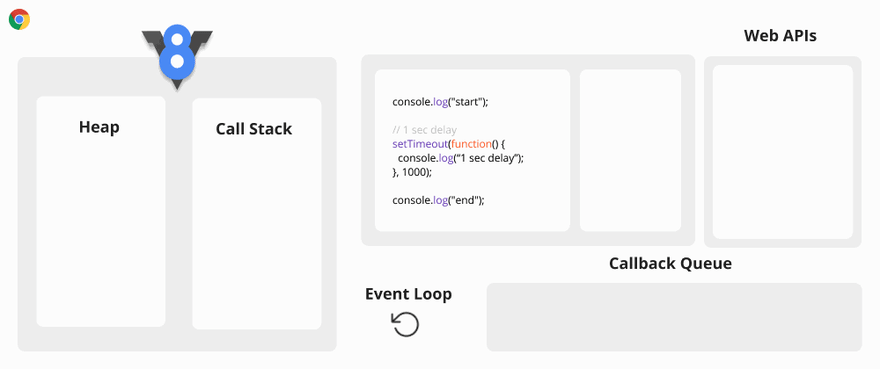 Web APIs
Heap
Call Stack
console.log("start");
// 1 sec delay
setTimeout(function() {
console.log("1 sec delay");
}, 1000);
console.log("end");
Callback Queue
Event Loop